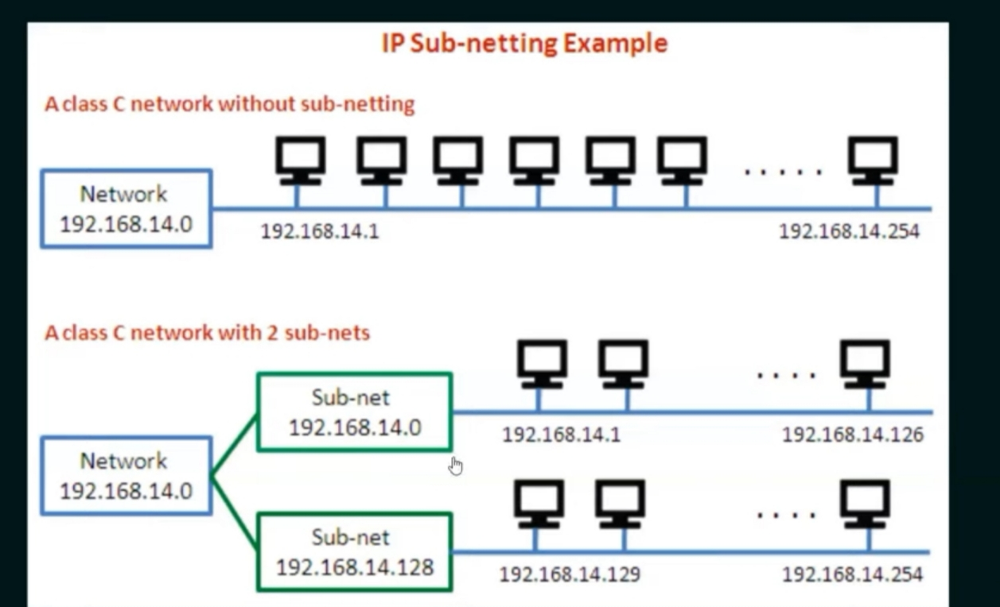 IP Sub-netting Example
A class C network without sub-netting
Network
192.168.14.0
192.168.14.1
192.168.14.254
A class C network with 2 sub-nets
Sub-net
192.168.14.0
192.168.14.1
192.168.14.126
Network
192.168.14.0
Sub-net
192.168.14.128
192.168.14.129
192.168.14.254